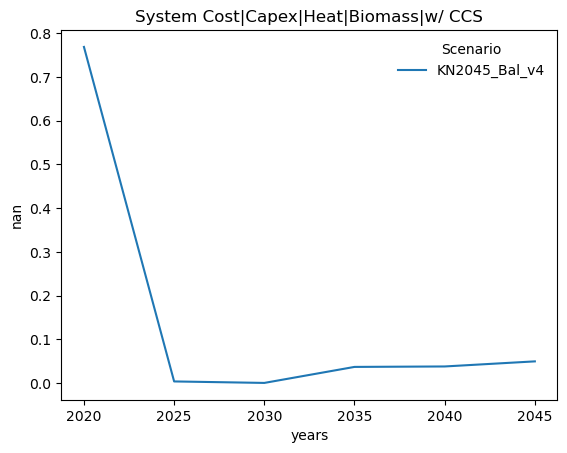 System Cost|Capex|Heat|Biomass|w/ CCS
Scenario
KN2045_Bal_v4
0.8
0.7
0.6
0.5
0.4
0.3
0.2
0.1
0.0
nan
2020 2025 2030 2035 2040 2045
years